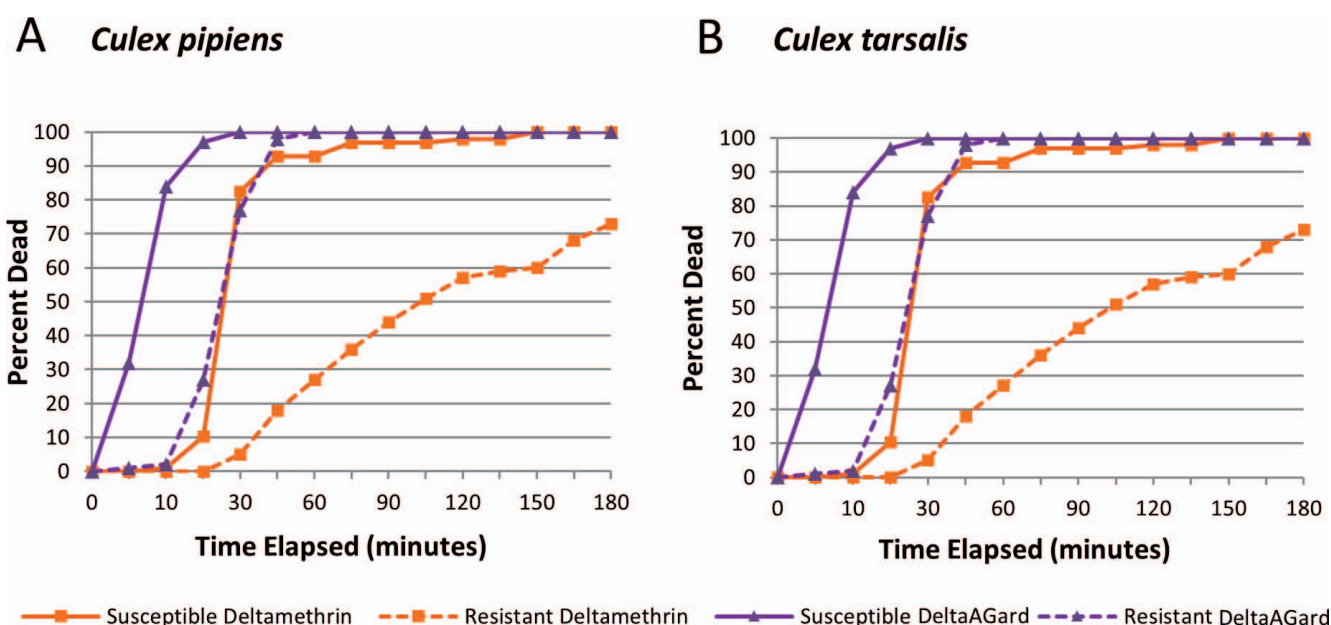 A Culex pipiens
B Culex tarsalis
Percent Dead
100
90
80
70
60
50
40
30
20
10
0
0 10 30 60 90 120 150 180
Time Elapsed (minutes)
Percent Dead
100
90
80
70
60
50
40
30
20
10
0
0 10 30 60 90 120 150 180
Time Elapsed (minutes)
Susceptible Deltamethrin Resistant Deltamethrin Susceptible DeltaAGard Resistant DeltaAGard